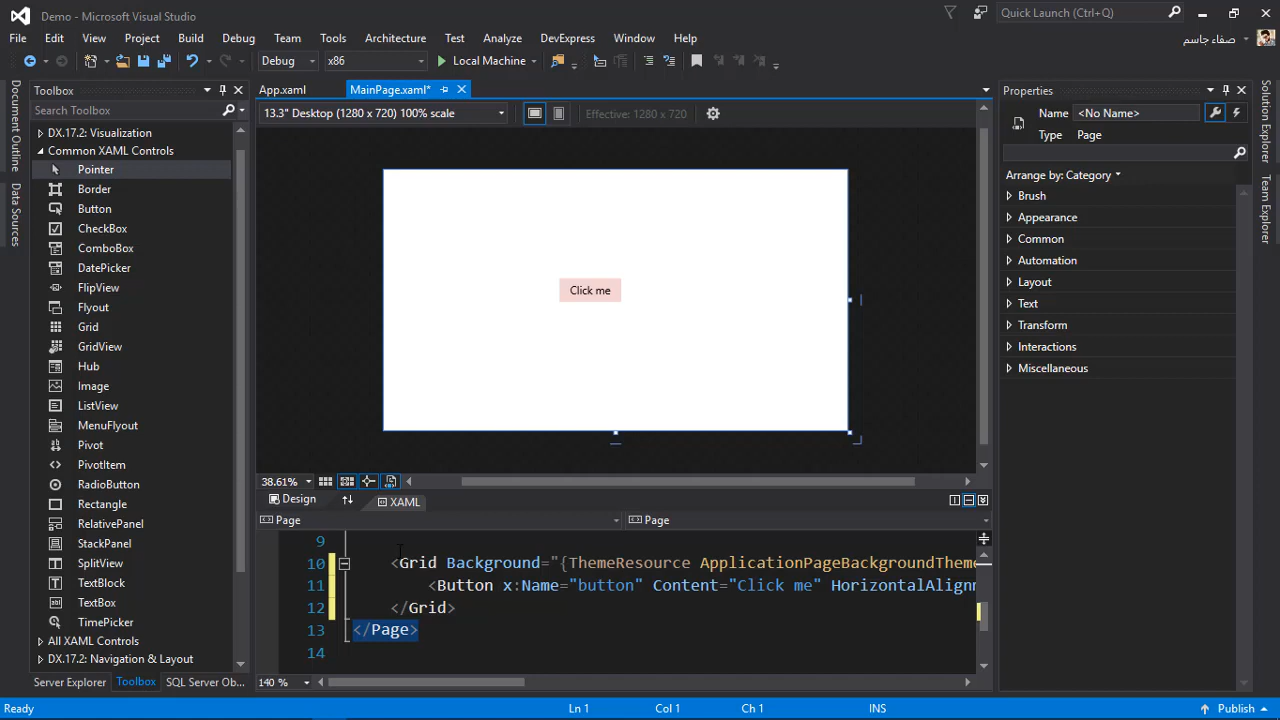 Demo - Microsoft Visual Studio
Quick Launch (Ctrl+Q)
File Edit View Project Build Debug Team Tools Architecture Test Analyze DevExpress Window Help
صفاء جاسم
Debug x86 Local Machine
Document Outline
Data Sources
Toolbox
Search Toolbox
DX.17.2: Visualization
Common XAML Controls
Pointer
Border
Button
CheckBox
ComboBox
DatePicker
FlipView
Flyout
Grid
GridView
Hub
Image
ListView
MenuFlyout
Pivot
PivotItem
RadioButton
Rectangle
RelativePanel
StackPanel
SplitView
TextBlock
TextBox
TimePicker
All XAML Controls
DX.17.2: Navigation & Layout
Server Explorer Toolbox SQL Server Ob...
App.xaml MainPage.xaml*
13.3" Desktop (1280 x 720) 100% scale
Effective: 1280 x 720
Click me
38.61%
Design XAML
Page Page
9
10 <Grid Background="{ThemeResource ApplicationPageBackgroundTheme
11 <Button x:Name="button" Content="Click me" HorizontalAlignm
12 </Grid>
13 </Page>
14
140 %
Properties
Name <No Name>
Type Page
Arrange by: Category
Brush
Appearance
Common
Automation
Layout
Text
Transform
Interactions
Miscellaneous
Solution Explorer
Team Explorer
Ready Ln 1 Col 1 Ch 1 INS Publish